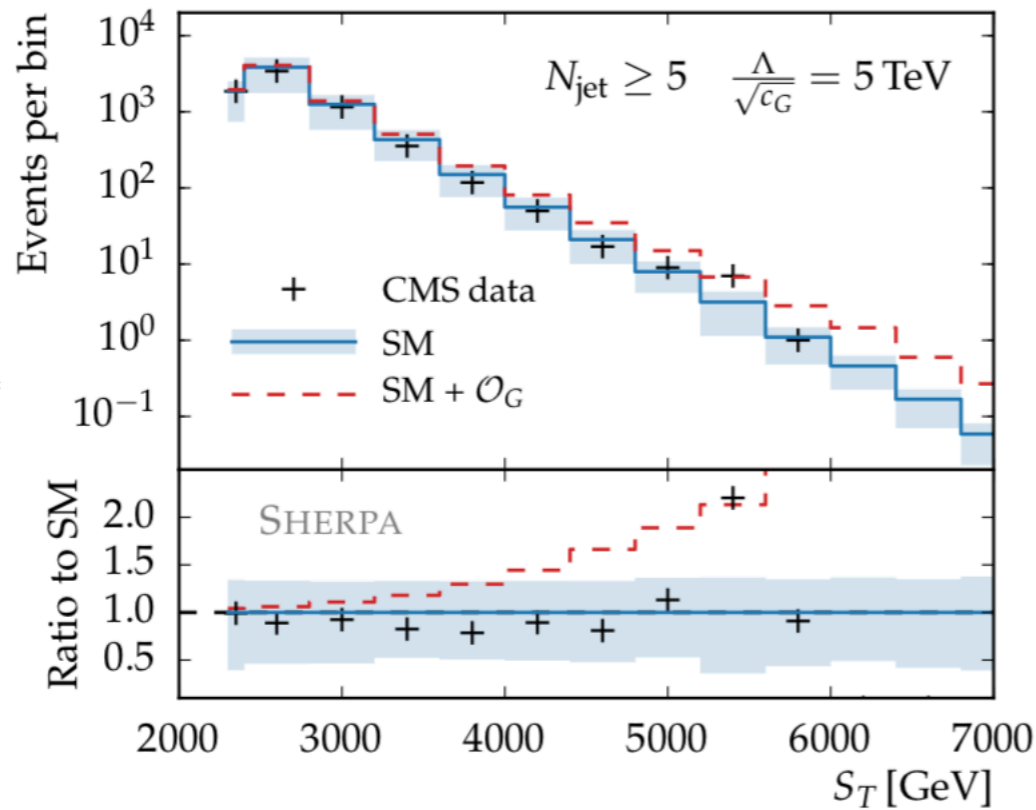 10^4
10^3
10^2
10^1
10^0
10^{-1}
Events per bin
N_jet ≥ 5 Λ/√c_G = 5 TeV
CMS data
SM
SM + 𝒪_G
2.0
1.5
1.0
0.5
Ratio to SM
SHERPA
2000 3000 4000 5000 6000 7000
S_T [GeV]